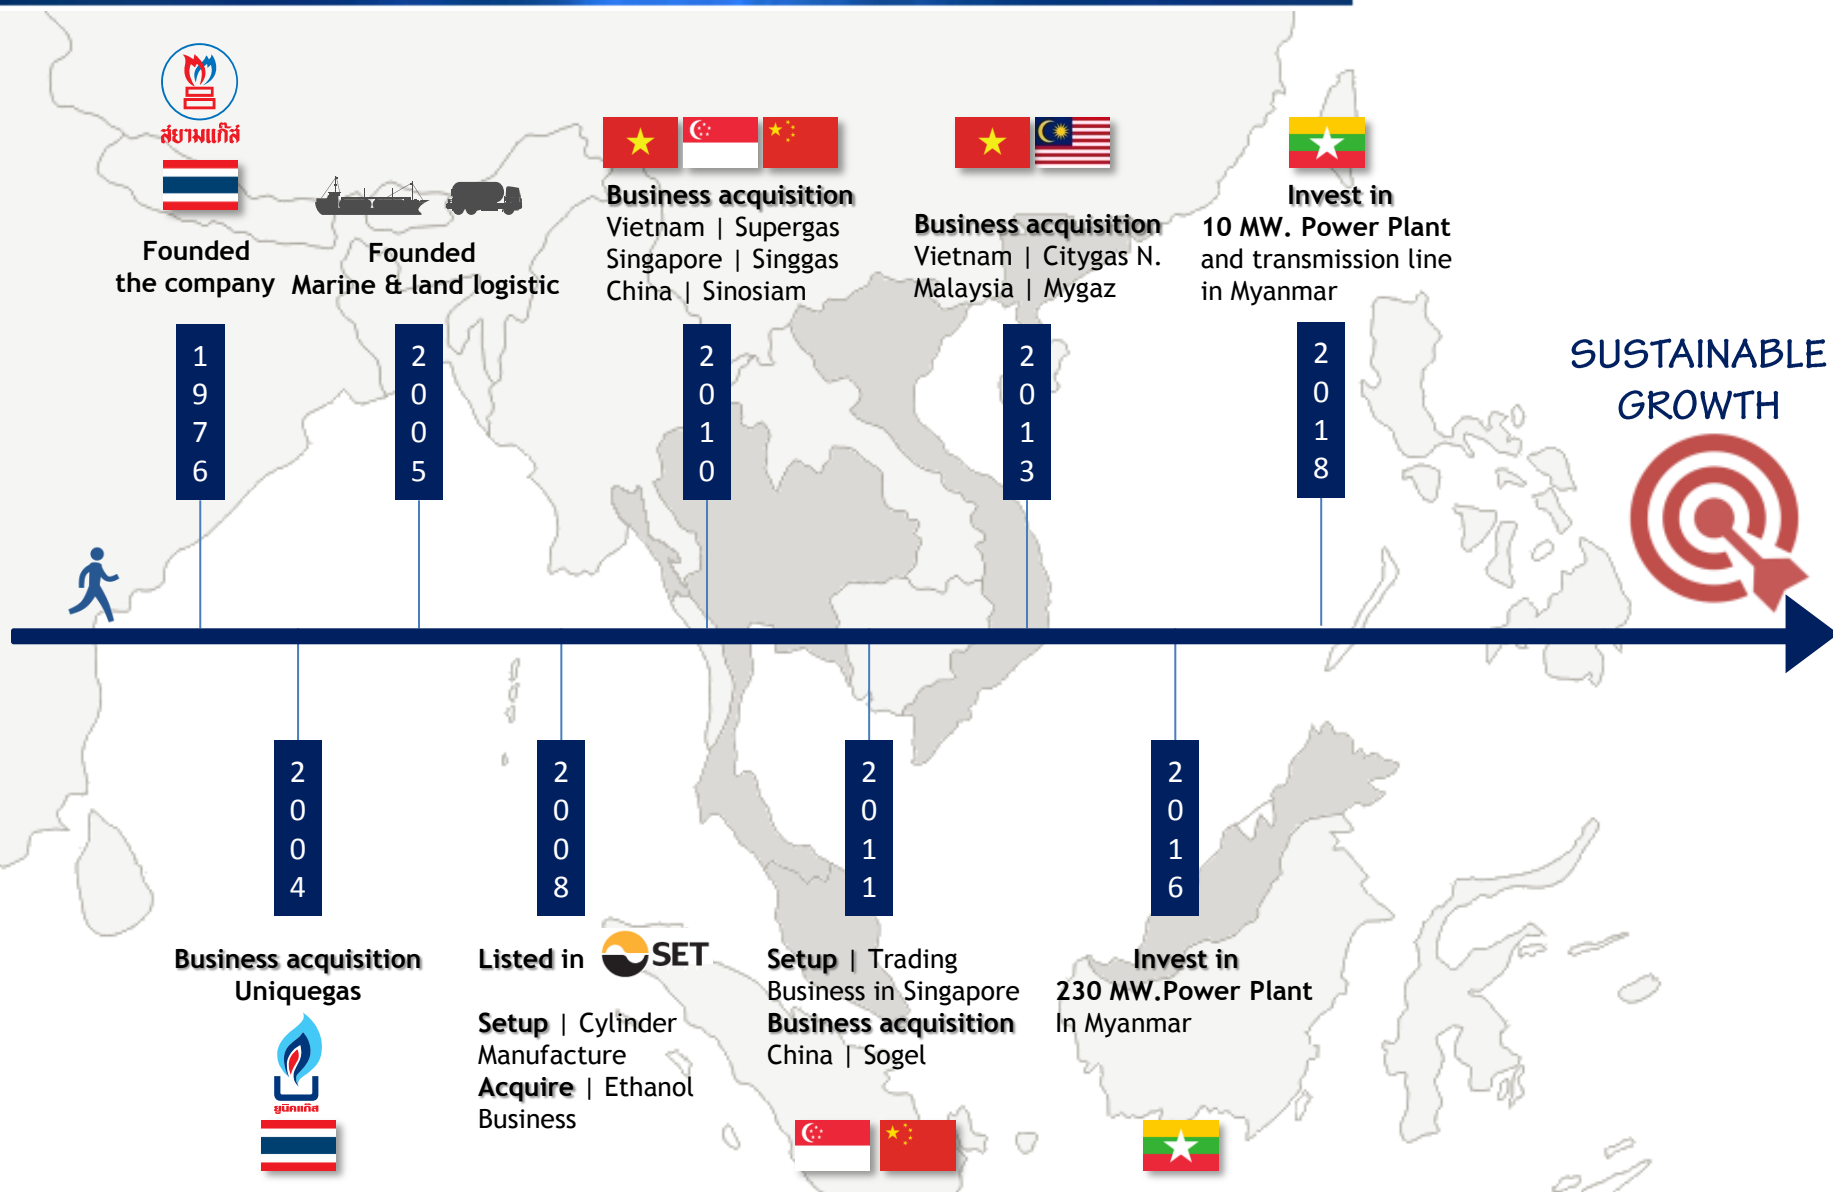 สยามแก๊ส
Founded
the company
1976
Founded
Marine & land logistic
2005
Business acquisition
Vietnam | Supergas
Singapore | Singgas
China | Sinosiam
2010
Business acquisition
Vietnam | Citygas N.
Malaysia | Mygaz
2013
Invest in
10 MW. Power Plant
and transmission line
in Myanmar
2018
SUSTAINABLE
GROWTH
2004
Business acquisition
Uniquegas
ยูนิคแก๊ส
2008
Listed in SET
Setup | Cylinder
Manufacture
Acquire | Ethanol
Business
2011
Setup | Trading
Business in Singapore
Business acquisition
China | Sogel
2016
Invest in
230 MW.Power Plant
In Myanmar